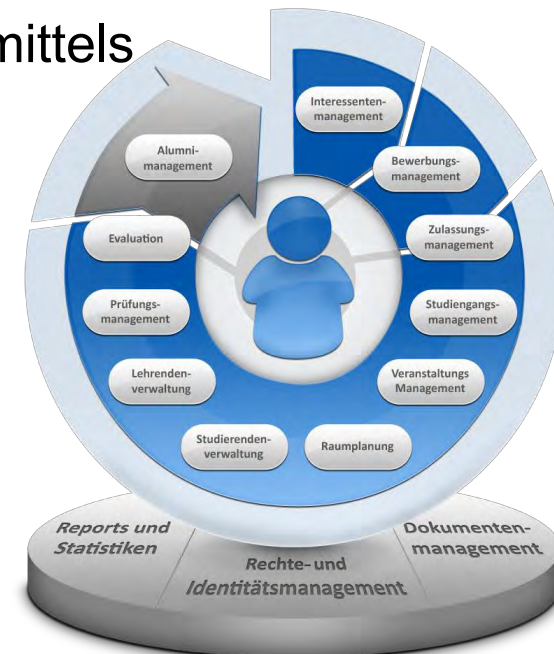 mittels
Interessenten-
management
Bewerbungs-
management
Zulassungs-
management
Studiengangs-
management
Veranstaltungs
Management
Raumplanung
Studierenden-
verwaltung
Lehrenden-
verwaltung
Prüfungs-
management
Evaluation
Alumni-
management
Reports und
Statistiken
Rechte- und
Identitätsmanagement
Dokumenten-
management